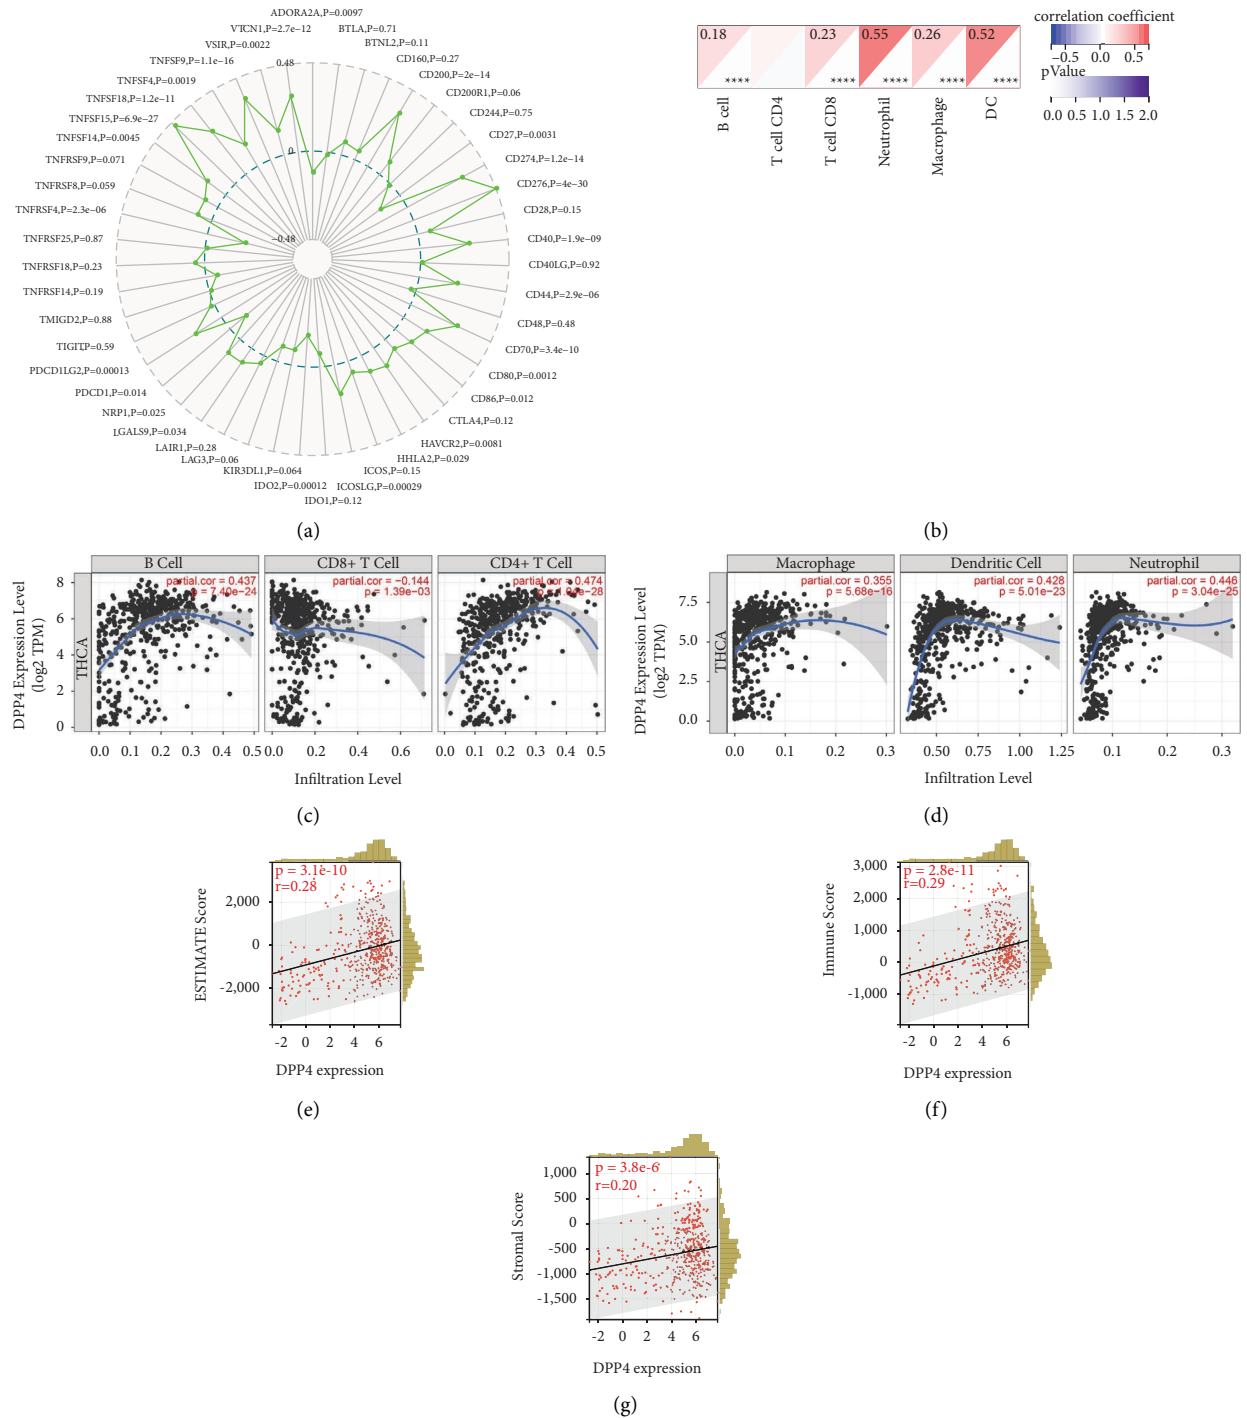 ADORA2A,P=0.0097
VTCN1,P=2.7e−12
BTLA,P=0.71
VSIR,P=0.0022
BTNL2,P=0.11
TNFSF9,P=1.1e−16
CD160,P=0.27
TNFSF4,P=0.0019
CD200,P=2e−14
TNFSF18,P=1.2e−11
CD200R1,P=0.06
TNFSF15,P=6.9e−27
CD244,P=0.75
TNFSF14,P=0.0045
CD27,P=0.0031
TNFRSF9,P=0.071
CD274,P=1.2e−14
TNFRSF8,P=0.059
CD276,P=4e−30
TNFRSF4,P=2.3e−06
CD28,P=0.15
TNFRSF25,P=0.87
CD40,P=1.9e−09
TNFRSF18,P=0.23
CD40LG,P=0.92
TNFRSF14,P=0.19
CD44,P=2.9e−06
TMIGD2,P=0.88
CD48,P=0.48
TIGIT,P=0.59
CD70,P=3.4e−10
PDCD1LG2,P=0.00013
CD80,P=0.0012
PDCD1,P=0.014
CD86,P=0.012
NRP1,P=0.025
CTLA4,P=0.12
LGALS9,P=0.034
HAVCR2,P=0.0081
LAIR1,P=0.28
HHLA2,P=0.029
LAG3,P=0.06
ICOS,P=0.15
KIR3DL1,P=0.064
ICOSLG,P=0.00029
IDO2,P=0.00012
IDO1,P=0.12
0.48
0
−0.48
(a)
0.18 0.23 0.55 0.26 0.52
**** **** **** **** ****
B cell
T cell CD4
T cell CD8
Neutrophil
Macrophage
DC
correlation coefficient
−0.5 0.0 0.5
pValue
0.0 0.5 1.0 1.5 2.0
(b)
B Cell CD8+ T Cell CD4+ T Cell
partial.cor = 0.437
p = 7.40e−24
partial.cor = −0.144
p = 1.39e−03
partial.cor = 0.474
DPP4 Expression Level
(log2 TPM)
THCA
8
6
4
2
0
0.0 0.1 0.2 0.3 0.4 0.5 0.0 0.2 0.4 0.6 0.0 0.1 0.2 0.3 0.4 0.5
Infiltration Level
(c)
Macrophage Dendritic Cell Neutrophil
partial.cor = 0.355
p = 5.68e−16
partial.cor = 0.428
p = 5.01e−23
partial.cor = 0.446
p = 3.04e−25
DPP4 Expression Level
(log2 TPM)
THCA
7.5
5.0
2.5
0.0
0.0 0.1 0.2 0.3 0.50 0.75 1.00 1.25 0.1 0.2 0.3
Infiltration Level
(d)
p = 3.1e-10
r=0.28
ESTIMATE Score
2,000
0
-2,000
-2 0 2 4 6
DPP4 expression
(e)
p = 2.8e-11
r=0.29
Immune Score
3,000
2,000
1,000
0
-1,000
-2 0 2 4 6
DPP4 expression
(f)
p = 3.8e-6
r=0.20
Stromal Score
1,000
500
0
-500
-1,000
-1,500
-2 0 2 4 6
DPP4 expression
(g)